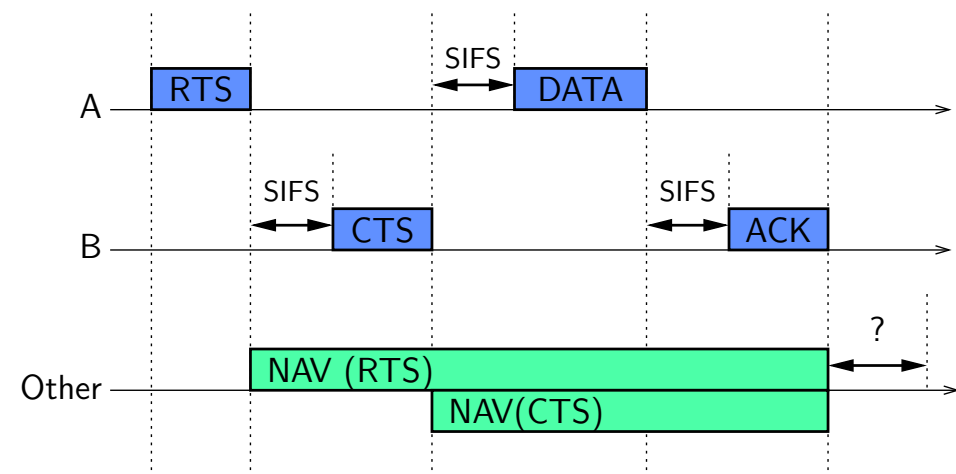 SIFS
RTS
DATA
A
SIFS
SIFS
CTS
ACK
B
?
NAV (RTS)
Other
NAV(CTS)